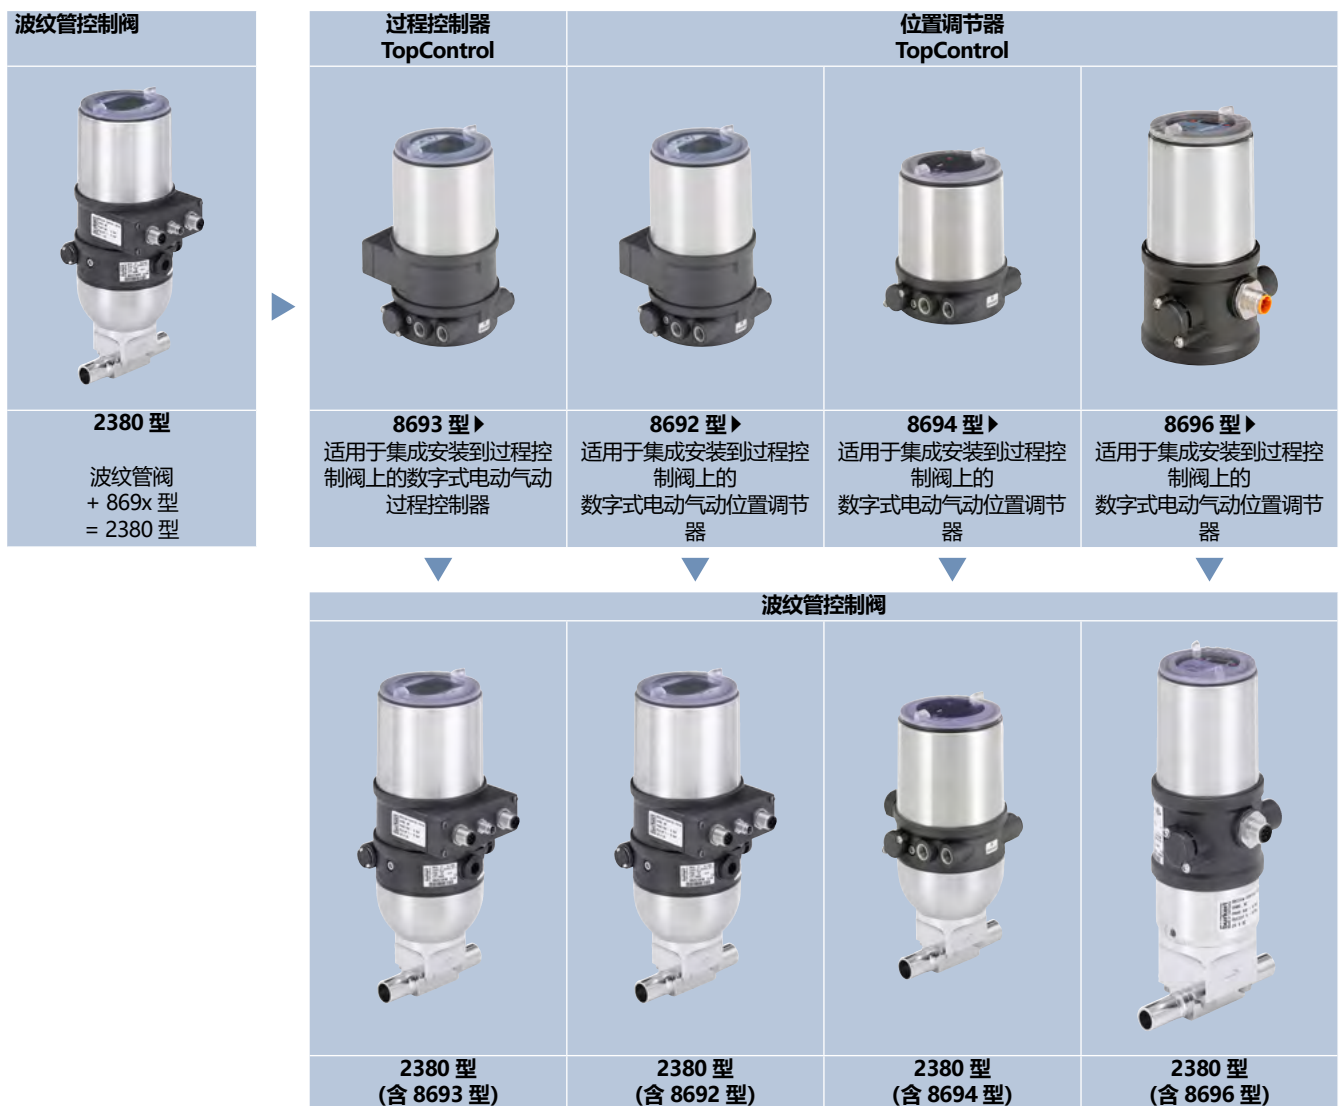 波纹管控制阀
过程控制器
TopControl
位置调节器
TopControl
2380 型
波纹管阀
+ 869x 型
= 2380 型
8693 型
适用于集成安装到过程控
制阀上的数字式电动气动
过程控制器
8692 型
适用于集成安装到过程控
制阀上的
数字式电动气动位置调节
器
8694 型
适用于集成安装到过程控
制阀上的
数字式电动气动位置调节
器
8696 型
适用于集成安装到过程控
制阀上的
数字式电动气动位置调节
器
波纹管控制阀
2380 型
(含 8693 型)
2380 型
(含 8692 型)
2380 型
(含 8694 型)
2380 型
(含 8696 型)